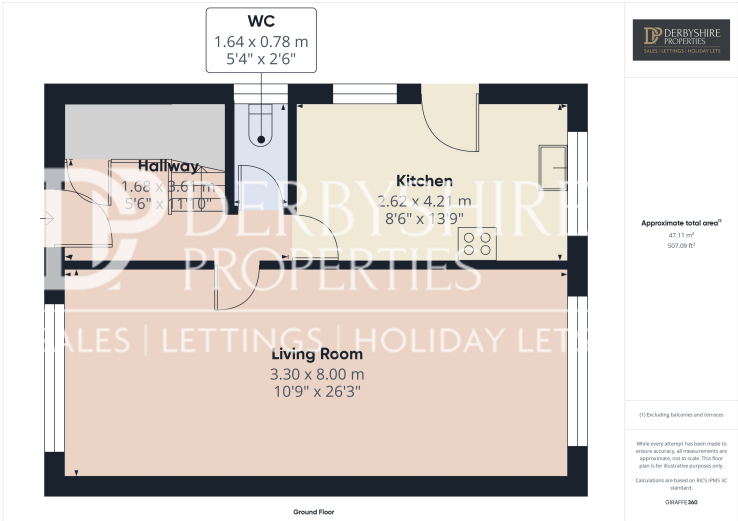 WC
1.64 x 0.78 m
5'4" x 2'6"
Hallway
1.68 x 3.61 m
5'6" x 11'10"
Kitchen
2.62 x 4.21 m
8'6" x 13'9"
DERBYSHIRE
PROPERTIES
SALES | LETTINGS | HOLIDAY LETS
Living Room
3.30 x 8.00 m
10'9" x 26'3"
Ground Floor
DERBYSHIRE
PROPERTIES
SALES | LETTINGS | HOLIDAY LETS
Approximate total area⁽¹⁾
47.11 m²
507.09 ft²
(1) Excluding balconies and terraces
While every attempt has been made to
ensure accuracy, all measurements are
approximate, not to scale. This floor
plan is for illustrative purposes only.
Calculations are based on RICS IPMS 3C
standard.
GIRAFFE360